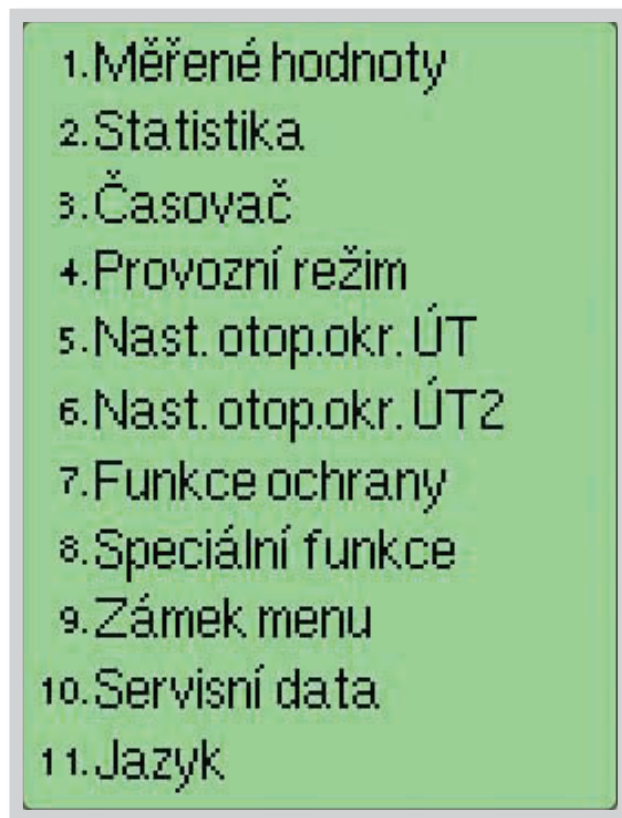 1. Měřené hodnoty
2. Statistika
3. Časovač
4. Provozní režim
5. Nast. otop.okr. ÚT
6. Nast. otop.okr. ÚT2
7. Funkce ochrany
8. Speciální funkce
9. Zámek menu
10. Servisní data
11. Jazyk